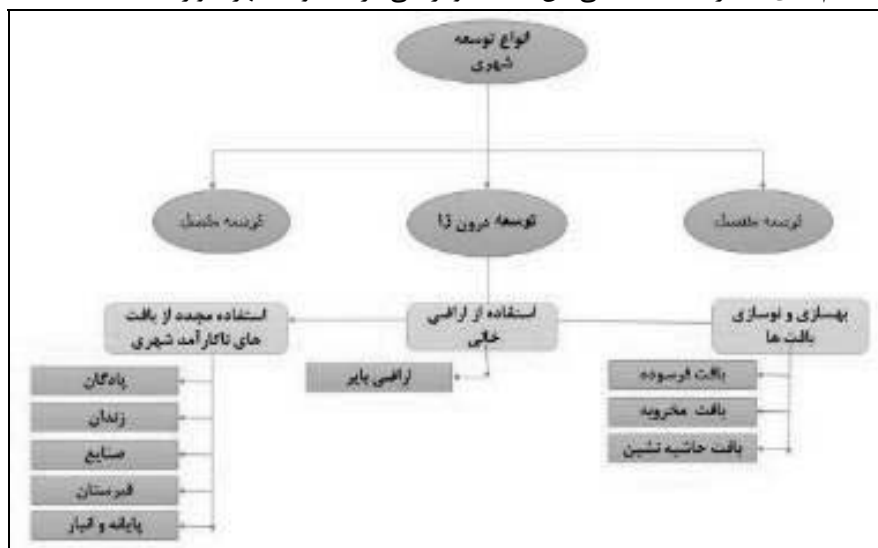 انواع توسعه
شهری
توسعه منفصل
توسعه درون زا
توسعه متصل
بهسازی و نوسازی
بافت ها
استفاده از اراضی
خالی
استفاده مجدد از بافت
های ناکارآمد شهری
بافت فرسوده
بافت مخروبه
بافت حاشیه نشین
اراضی بایر
پادگان
زندان
صنایع
قبرستان
پایانه و انبار